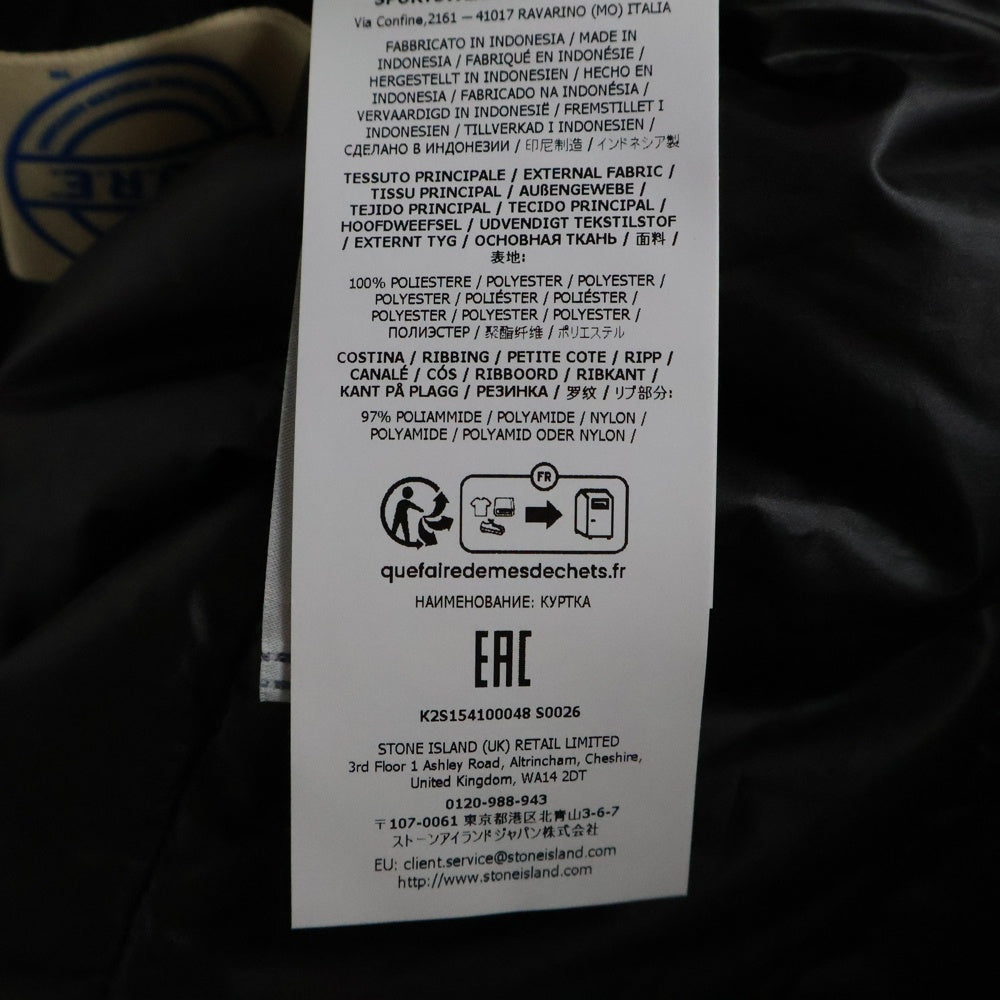 Via Confine,2161 — 41017 RAVARINO (MO) ITALIA
FABBRICATO IN INDONESIA / MADE IN
INDONESIA / FABRIQUÉ EN INDONÉSIE /
HERGESTELLT IN INDONESIEN / HECHO EN
INDONESIA / FABRICADO NA INDONÉSIA /
VERVAARDIGD IN INDONESIË / FREMSTILLET I
INDONESIEN / TILLVERKAD I INDONESIEN /
СДЕЛАНО В ИНДОНЕЗИИ / 印尼制造 / インドネシア製
TESSUTO PRINCIPALE / EXTERNAL FABRIC /
TISSU PRINCIPAL / AUßENGEWEBE /
TEJIDO PRINCIPAL / TECIDO PRINCIPAL /
HOOFDWEEFSEL / UDVENDIGT TEKSTILSTOF
/ EXTERNT TYG / ОСНОВНАЯ ТКАНЬ / 面料 /
表地:
100% POLIESTERE / POLYESTER / POLYESTER /
POLYESTER / POLIÉSTER / POLIÉSTER /
POLYESTER / POLYESTER / POLYESTER /
ПОЛИЭСТЕР / 聚酯纤维 / ポリエステル
COSTINA / RIBBING / PETITE COTE / RIPP /
CANALÉ / CÓS / RIBBOORD / RIBKANT /
KANT PÅ PLAGG / РЕЗИНКА / 罗纹 / リブ部分:
97% POLIAMMIDE / POLYAMIDE / NYLON /
POLYAMIDE / POLYAMID ODER NYLON /
FR
quefairedemesdechets.fr
НАИМЕНОВАНИЕ: КУРТКА
EAC
K2S154100048 S0026
STONE ISLAND (UK) RETAIL LIMITED
3rd Floor 1 Ashley Road, Altrincham, Cheshire,
United Kingdom, WA14 2DT
0120-988-943
〒107-0061 東京都港区北青山3-6-7
ストーンアイランドジャパン株式会社
EU: client.service@stoneisland.com
http://www.stoneisland.com